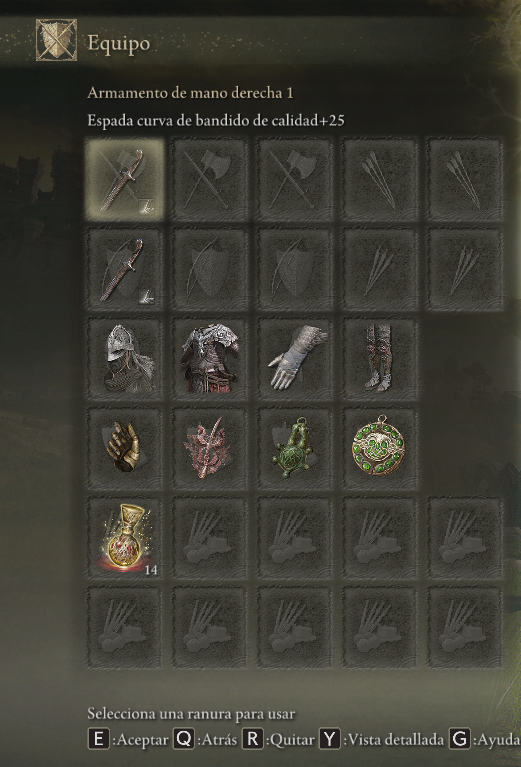 Equipo
Armamento de mano derecha 1
Espada curva de bandido de calidad+25
14
Selecciona una ranura para usar
E:Aceptar Q:Atrás R:Quitar Y:Vista detallada G:Ayuda